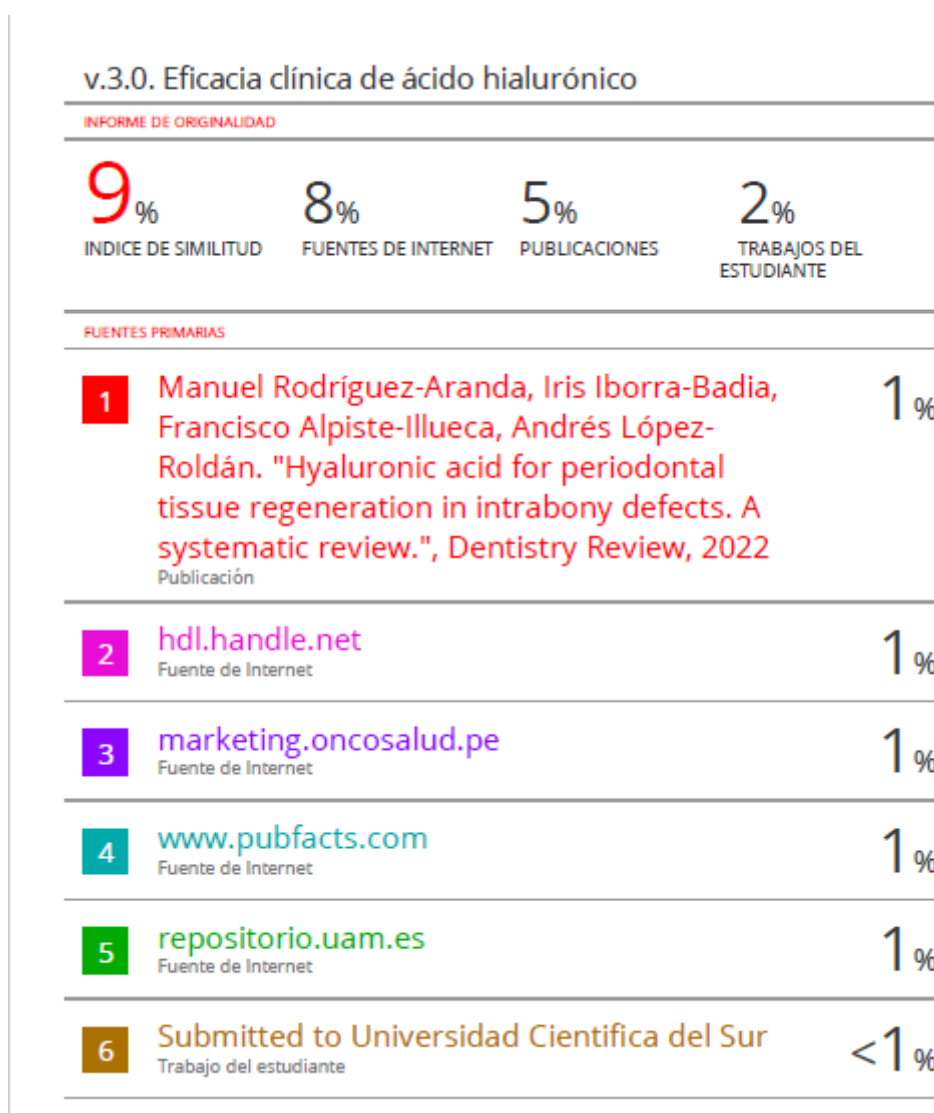 v.3.0. Eficacia clínica de ácido hialurónico
INFORME DE ORIGINALIDAD
9% 8% 5% 2%
INDICE DE SIMILITUD FUENTES DE INTERNET PUBLICACIONES TRABAJOS DEL
ESTUDIANTE
FUENTES PRIMARIAS
1 Manuel Rodríguez-Aranda, Iris Iborra-Badia, 1%
Francisco Alpiste-Illueca, Andrés López-
Roldán. "Hyaluronic acid for periodontal
tissue regeneration in intrabony defects. A
systematic review.", Dentistry Review, 2022
Publicación
2 hdl.handle.net 1%
Fuente de Internet
3 marketing.oncosalud.pe 1%
Fuente de Internet
4 www.pubfacts.com 1%
Fuente de Internet
5 repositorio.uam.es 1%
Fuente de Internet
6 Submitted to Universidad Cientifica del Sur <1%
Trabajo del estudiante